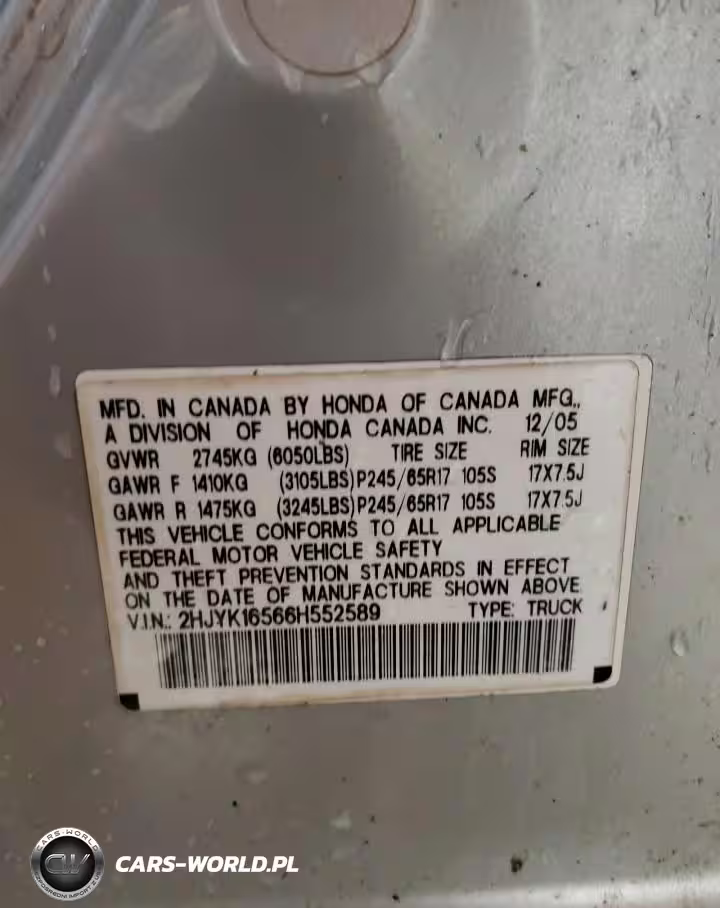 MFD. IN CANADA BY HONDA OF CANADA MFG.,
A DIVISION OF HONDA CANADA INC. 12/05
GVWR 2745KG (6050LBS) TIRE SIZE RIM SIZE
GAWR F 1410KG (3105LBS) P245/65R17 105S 17X7.5J
GAWR R 1475KG (3245LBS) P245/65R17 105S 17X7.5J
THIS VEHICLE CONFORMS TO ALL APPLICABLE
FEDERAL MOTOR VEHICLE SAFETY
AND THEFT PREVENTION STANDARDS IN EFFECT
ON THE DATE OF MANUFACTURE SHOWN ABOVE
V.I.N.: 2HJYK16566H552589 TYPE: TRUCK
CARS-WORLD
CW
CARS-WORLD.PL